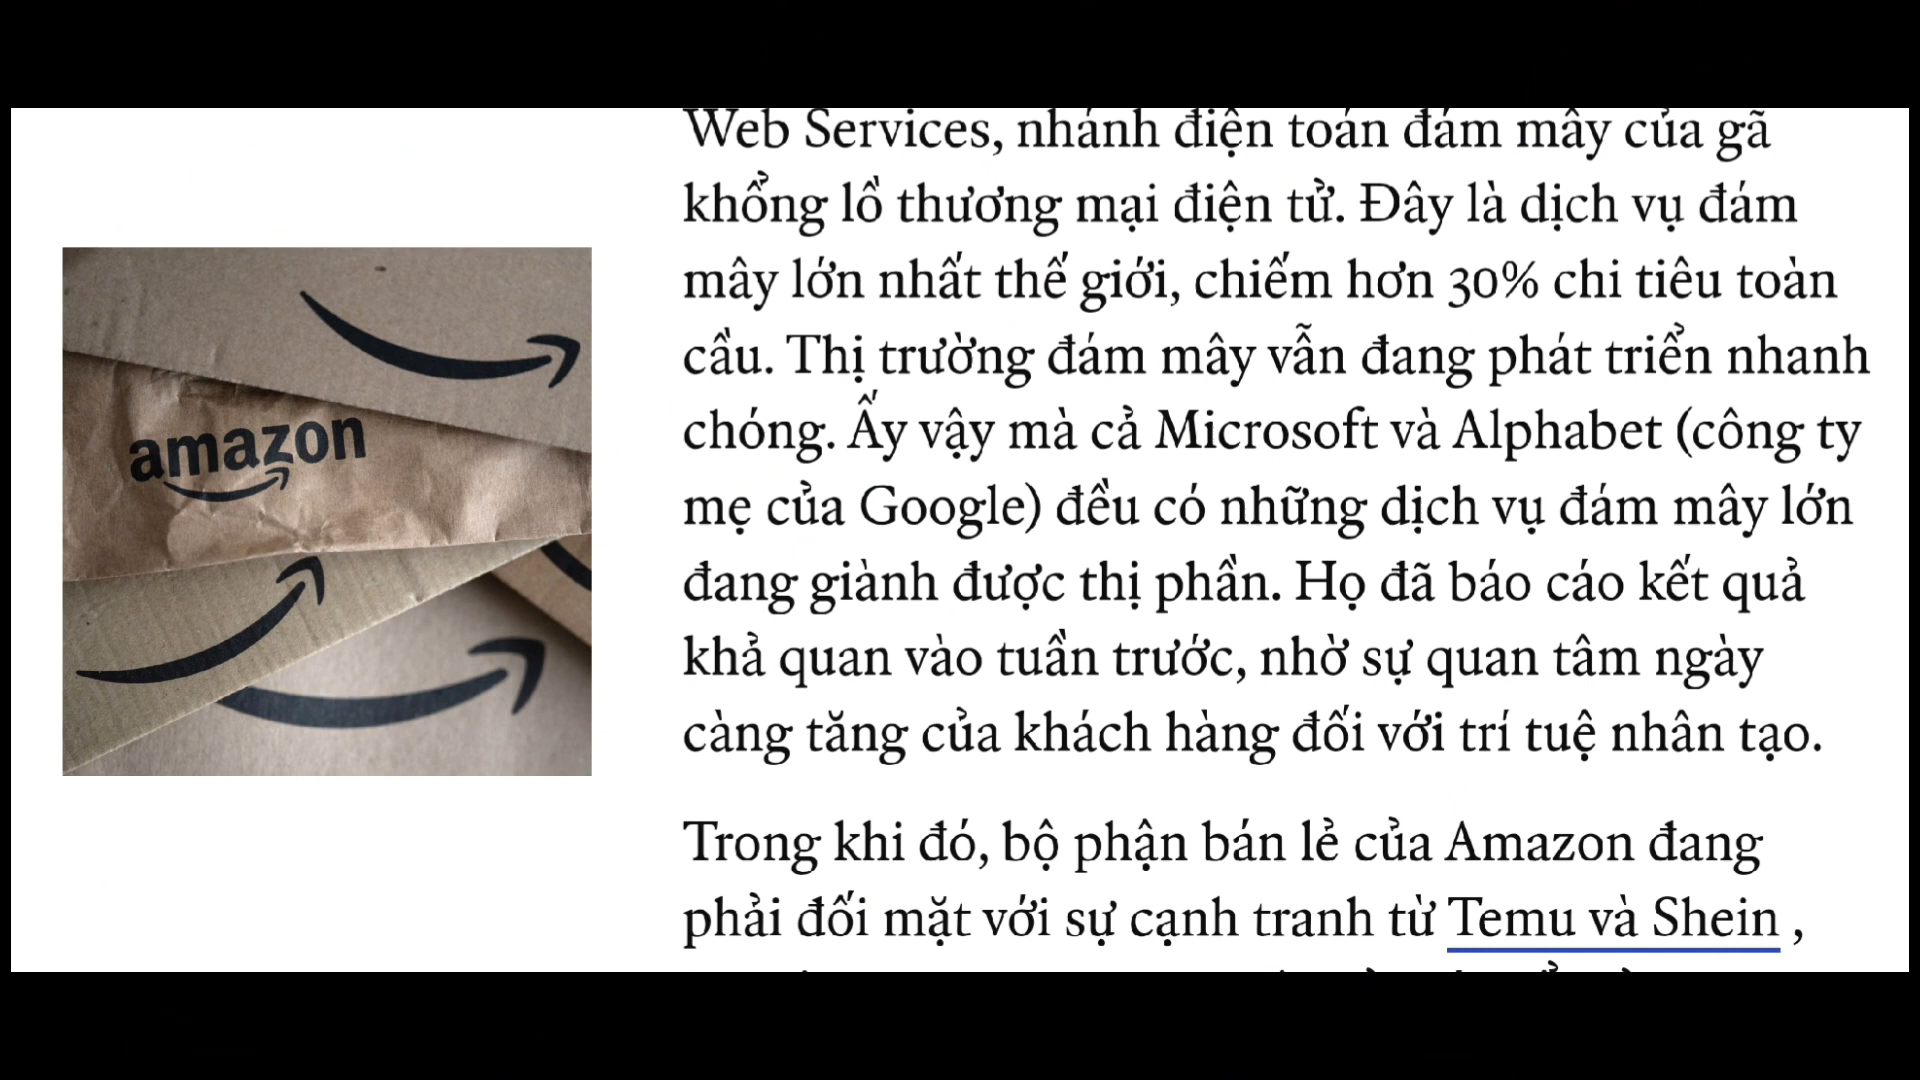 amazon
Web Services, nhánh điện toán đám mây của gã
khổng lồ thương mại điện tử. Đây là dịch vụ đám
mây lớn nhất thế giới, chiếm hơn 30% chi tiêu toàn
cầu. Thị trường đám mây vẫn đang phát triển nhanh
chóng. Ấy vậy mà cả Microsoft và Alphabet (công ty
mẹ của Google) đều có những dịch vụ đám mây lớn
đang giành được thị phần. Họ đã báo cáo kết quả
khả quan vào tuần trước, nhờ sự quan tâm ngày
càng tăng của khách hàng đối với trí tuệ nhân tạo.
Trong khi đó, bộ phận bán lẻ của Amazon đang
phải đối mặt với sự cạnh tranh từ Temu và Shein ,